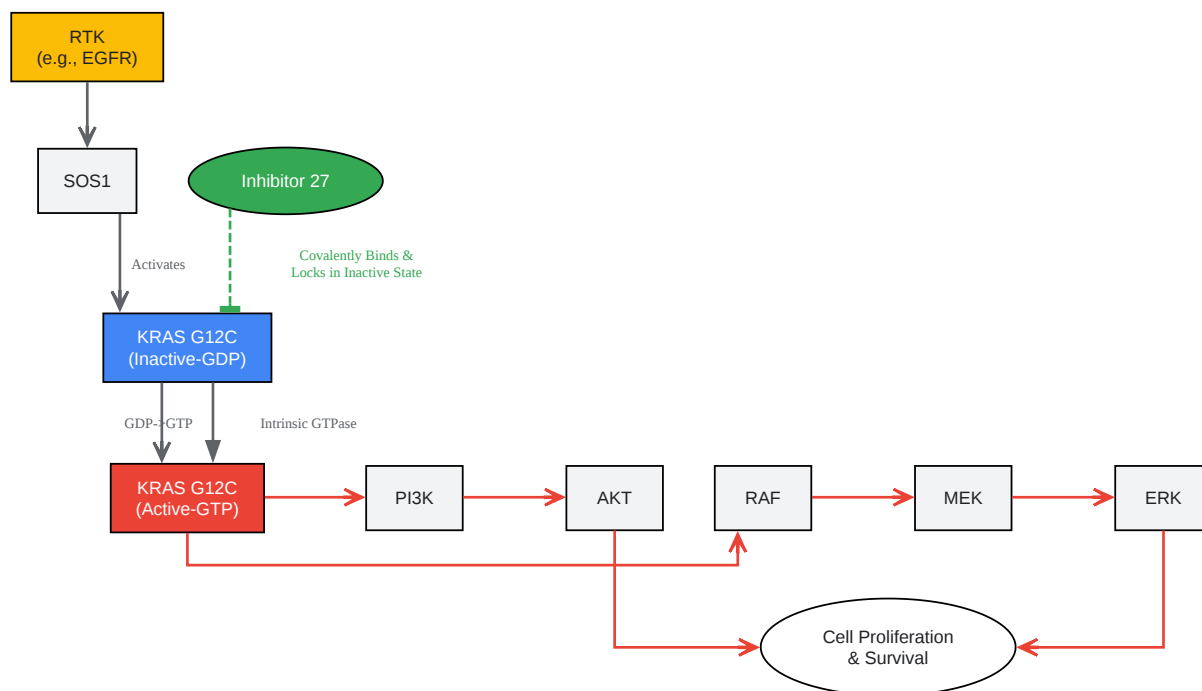 RTK
(e.g., EGFR)
SOS1
Inhibitor 27
Activates
Covalently Binds &
Locks in Inactive State
KRAS G12C
(Inactive-GDP)
GDP->GTP
Intrinsic GTPase
KRAS G12C
(Active-GTP)
PI3K
AKT
RAF
MEK
ERK
Cell Proliferation
& Survival